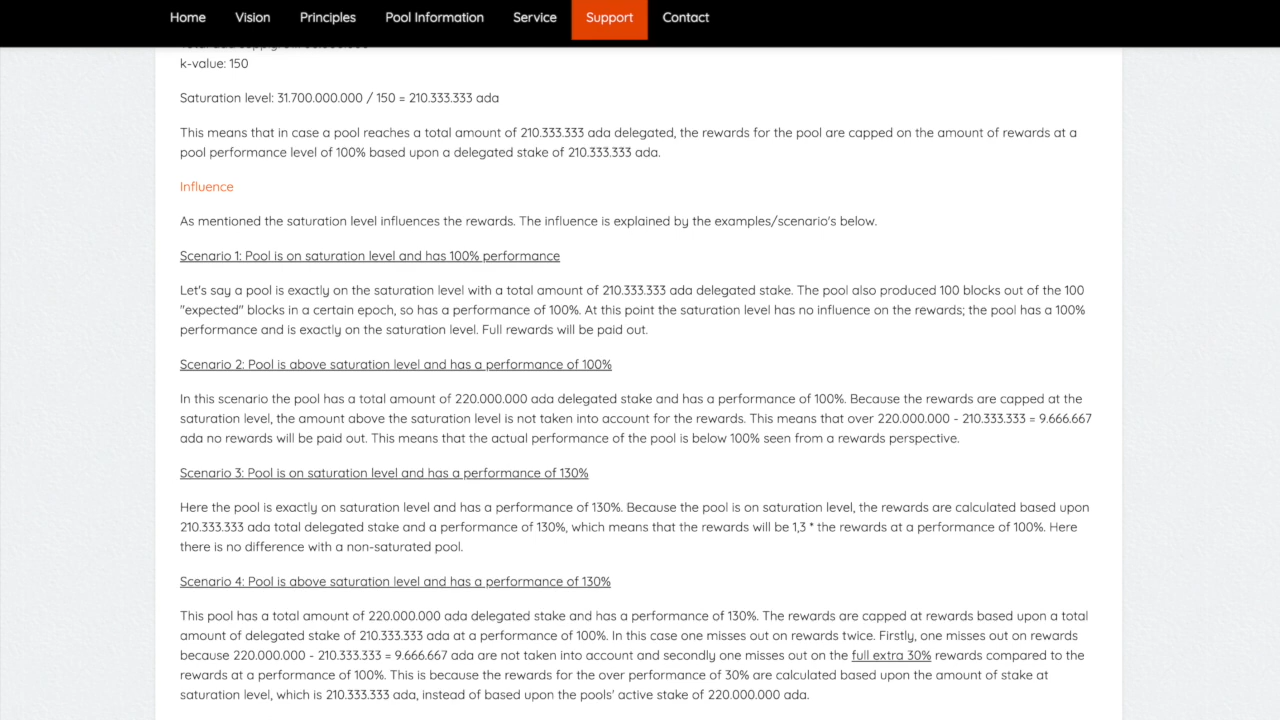 Home Vision Principles Pool Information Service Support Contact
k-value: 150
Saturation level: 31.700.000.000 / 150 = 210.333.333 ada
This means that in case a pool reaches a total amount of 210.333.333 ada delegated, the rewards for the pool are capped on the amount of rewards at a
pool performance level of 100% based upon a delegated stake of 210.333.333 ada.
Influence
As mentioned the saturation level influences the rewards. The influence is explained by the examples/scenario's below.
Scenario 1: Pool is on saturation level and has 100% performance
Let's say a pool is exactly on the saturation level with a total amount of 210.333.333 ada delegated stake. The pool also produced 100 blocks out of the 100
"expected" blocks in a certain epoch, so has a performance of 100%. At this point the saturation level has no influence on the rewards; the pool has a 100%
performance and is exactly on the saturation level. Full rewards will be paid out.
Scenario 2: Pool is above saturation level and has a performance of 100%
In this scenario the pool has a total amount of 220.000.000 ada delegated stake and has a performance of 100%. Because the rewards are capped at the
saturation level, the amount above the saturation level is not taken into account for the rewards. This means that over 220.000.000 - 210.333.333 = 9.666.667
ada no rewards will be paid out. This means that the actual performance of the pool is below 100% seen from a rewards perspective.
Scenario 3: Pool is on saturation level and has a performance of 130%
Here the pool is exactly on saturation level and has a performance of 130%. Because the pool is on saturation level, the rewards are calculated based upon
210.333.333 ada total delegated stake and a performance of 130%, which means that the rewards will be 1,3 * the rewards at a performance of 100%. Here
there is no difference with a non-saturated pool.
Scenario 4: Pool is above saturation level and has a performance of 130%
This pool has a total amount of 220.000.000 ada delegated stake and has a performance of 130%. The rewards are capped at rewards based upon a total
amount of delegated stake of 210.333.333 ada at a performance of 100%. In this case one misses out on rewards twice. Firstly, one misses out on rewards
because 220.000.000 - 210.333.333 = 9.666.667 ada are not taken into account and secondly one misses out on the full extra 30% rewards compared to the
rewards at a performance of 100%. This is because the rewards for the over performance of 30% are calculated based upon the amount of stake at
saturation level, which is 210.333.333 ada, instead of based upon the pools' active stake of 220.000.000 ada.